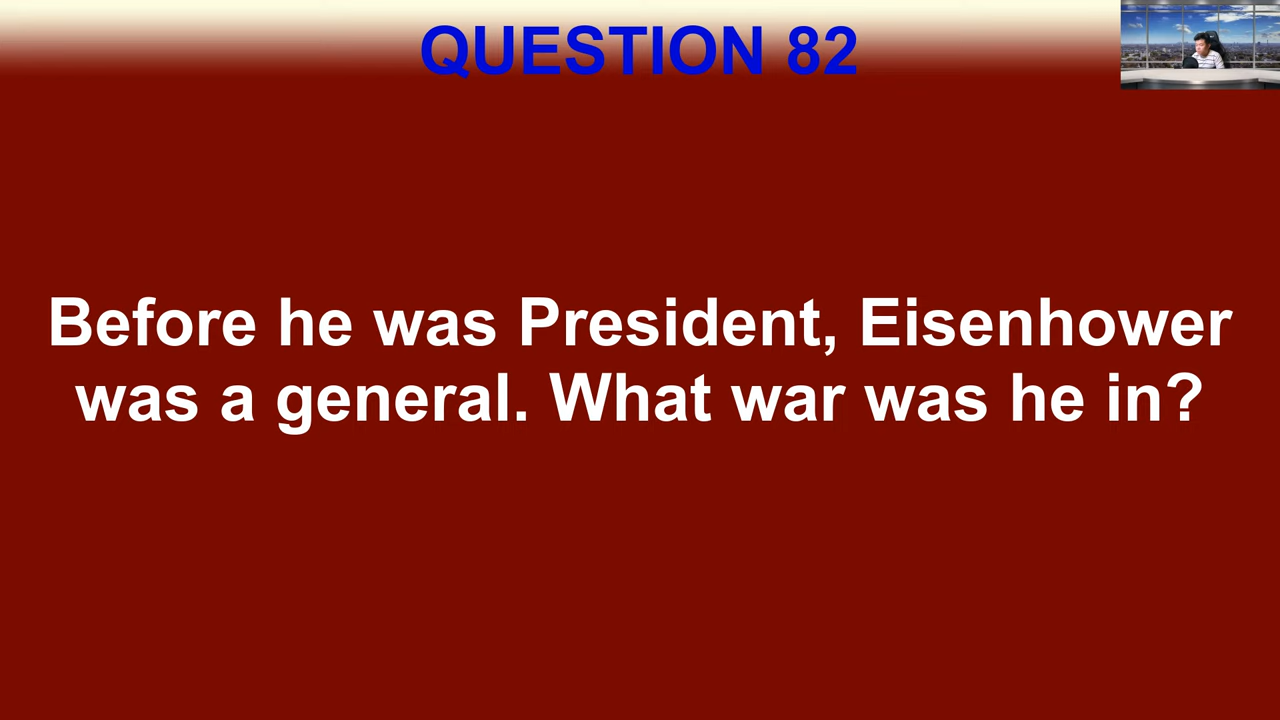 QUESTION 82
Before he was President, Eisenhower
was a general. What war was he in?